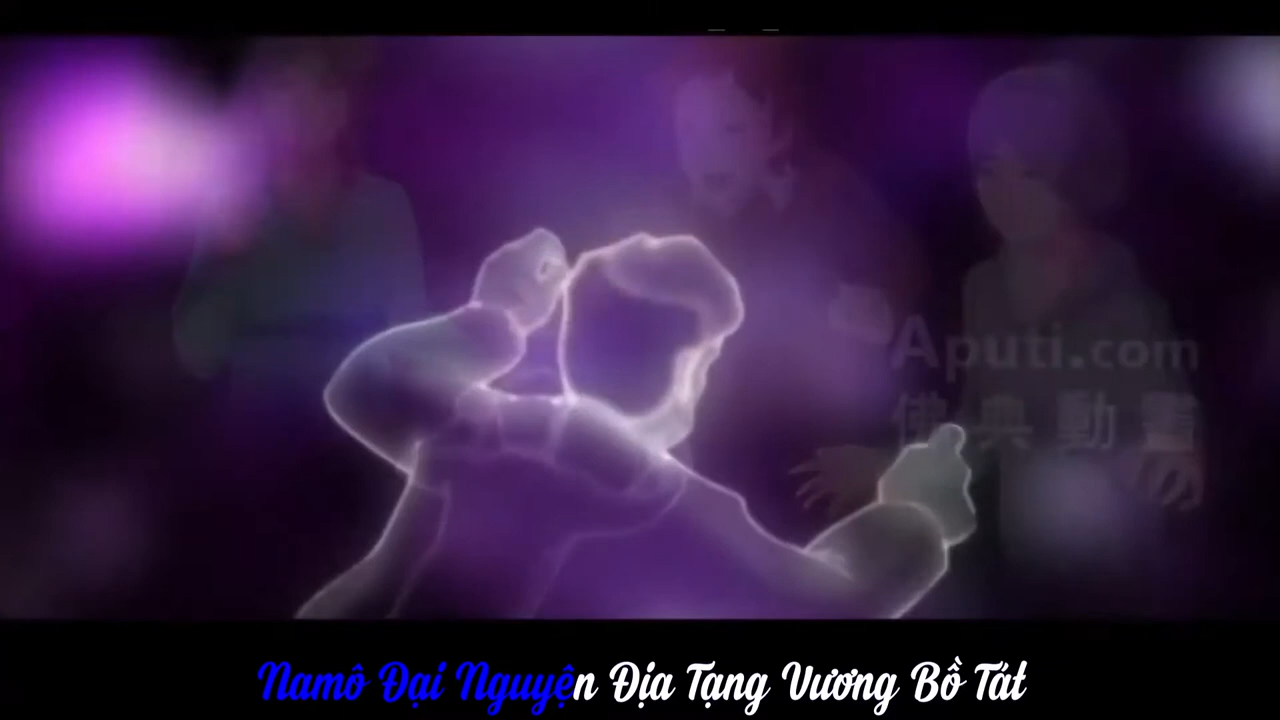 Aputi.com
佛典動畫
Namô Đại Nguyện Địa Tạng Vương Bồ Tát